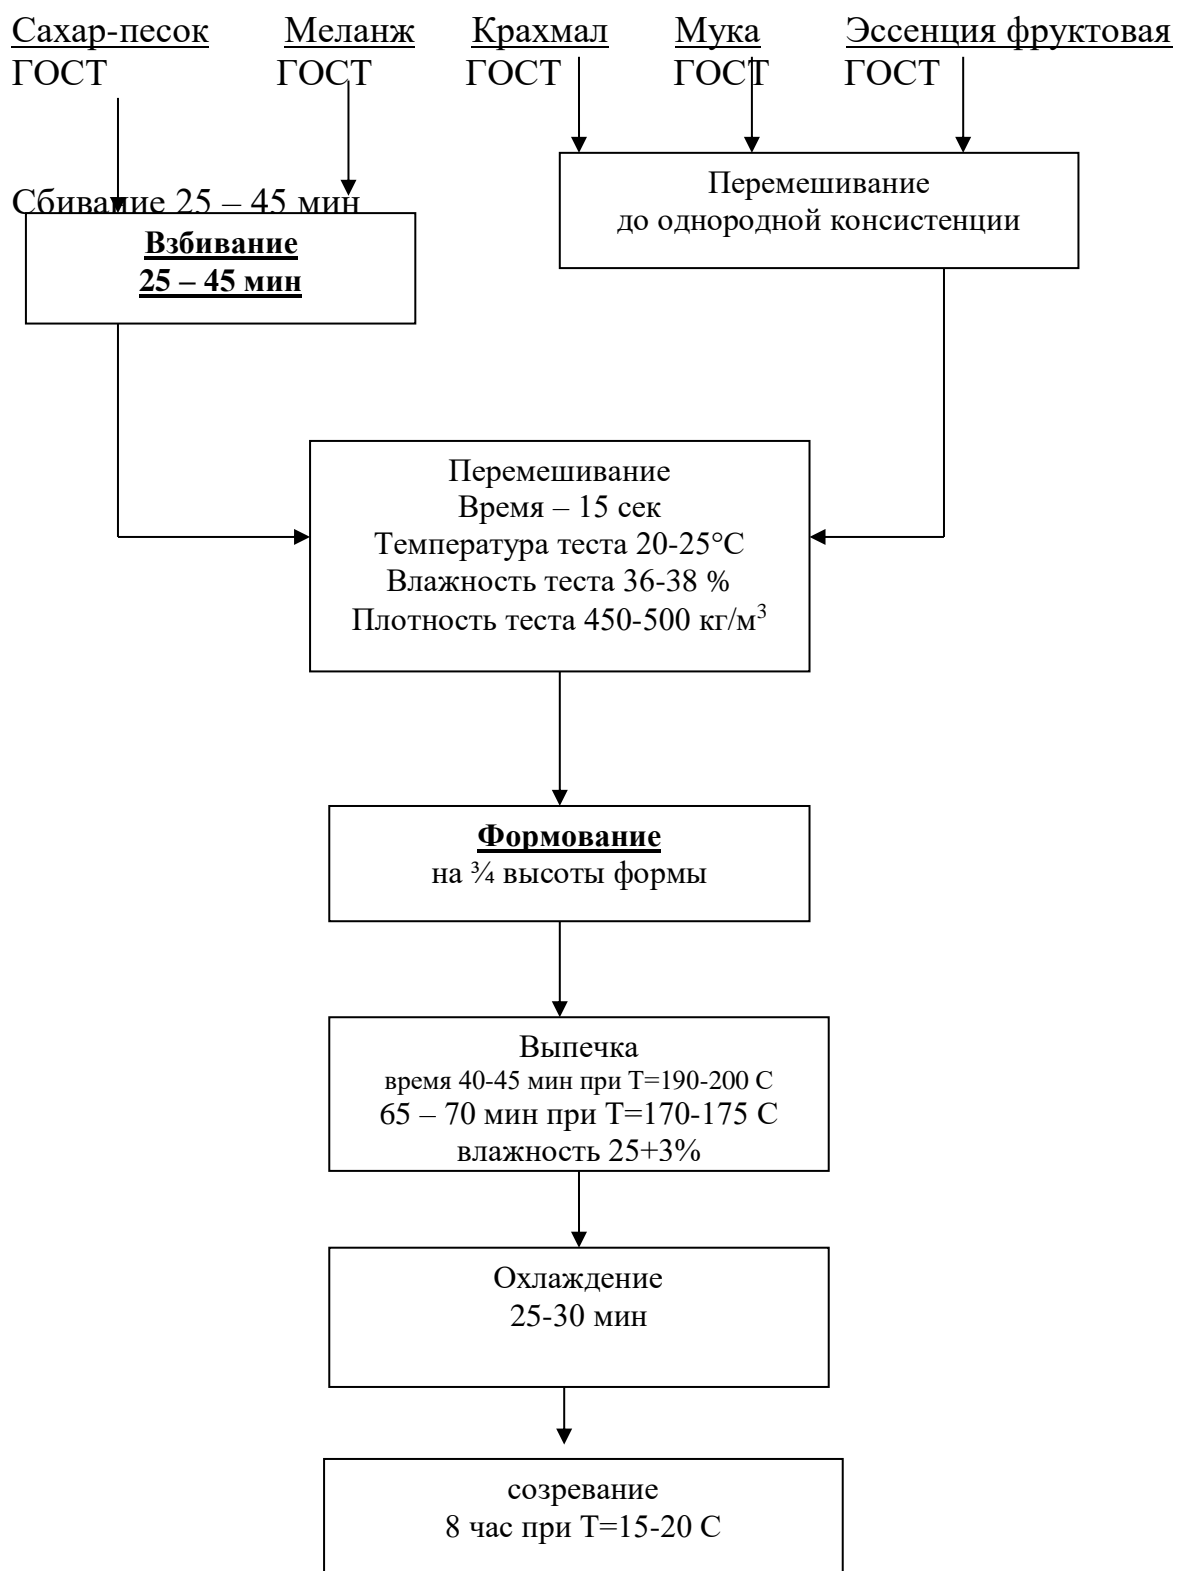 Сахар-песок Меланж Крахмал Мука Эссенция фруктовая
ГОСТ ГОСТ ГОСТ ГОСТ ГОСТ
Перемешивание
до однородной консистенции
Сбивание 25 – 45 мин
Взбивание
25 – 45 мин
Перемешивание
Время – 15 сек
Температура теста 20-25°С
Влажность теста 36-38 %
Плотность теста 450-500 кг/м³
Формование
на ¾ высоты формы
Выпечка
время 40-45 мин при Т=190-200 С
65 – 70 мин при Т=170-175 С
влажность 25+3%
Охлаждение
25-30 мин
созревание
8 час при Т=15-20 С